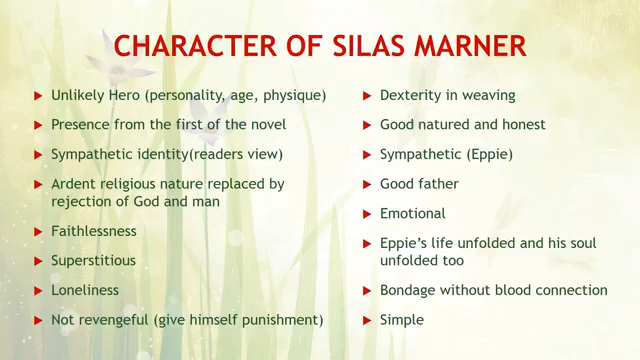 CHARACTER OF SILAS MARNER
Unlikely Hero (personality, age, physique)
Presence from the first of the novel
Sympathetic identity(readers view)
Ardent religious nature replaced by
rejection of God and man
Faithlessness
Superstitious
Loneliness
Not revengeful (give himself punishment)
Dexterity in weaving
Good natured and honest
Sympathetic (Eppie)
Good father
Emotional
Eppie's life unfolded and his soul
unfolded too
Bondage without blood connection
Simple